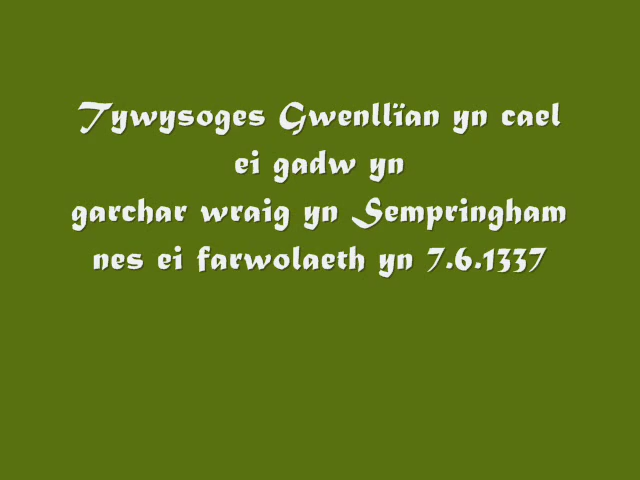 Tywysoges Gwenllïan yn cael
ei gadw yn
garchar wraig yn Sempringham
nes ei farwolaeth yn 7.6.1337